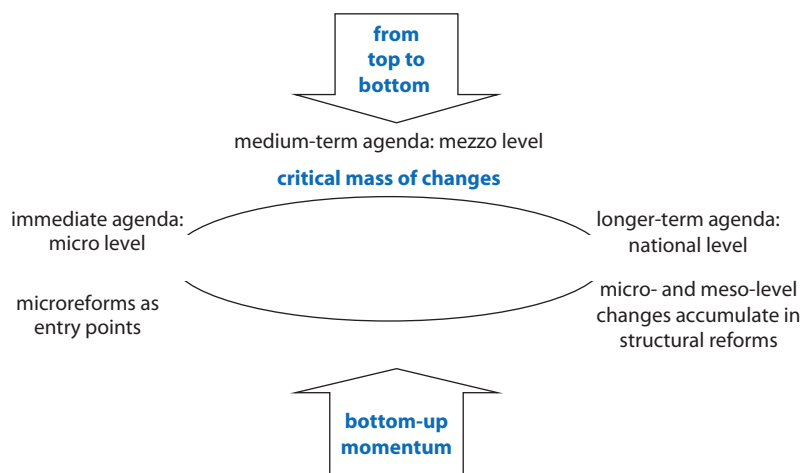 from
top to
bottom
medium-term agenda: mezzo level
critical mass of changes
immediate agenda:
micro level
longer-term agenda:
national level
microreforms as
entry points
micro- and meso-level
changes accumulate in
structural reforms
bottom-up
momentum